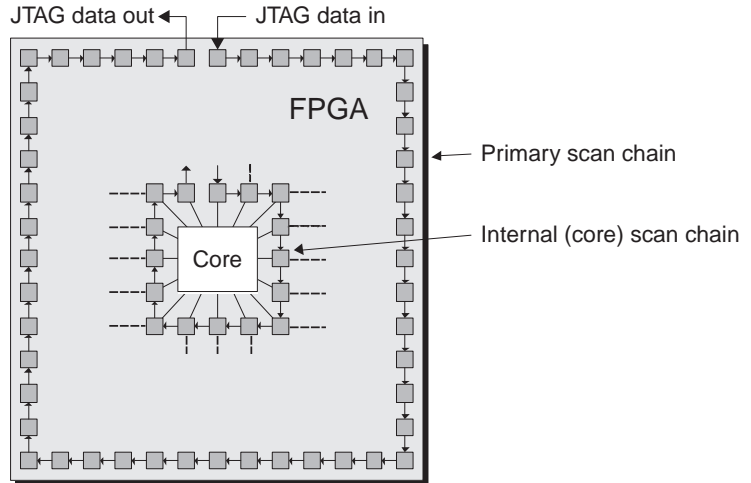 JTAG data out
JTAG data in
FPGA
Primary scan chain
Internal (core) scan chain
Core